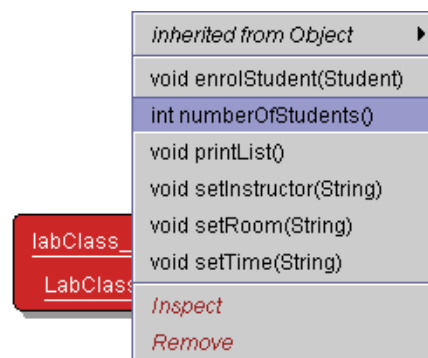 inherited from Object
void enrolStudent(Student)
int numberOfStudents()
void printList()
void setInstructor(String)
void setRoom(String)
void setTime(String)
Inspect
Remove
labClass_
LabClass